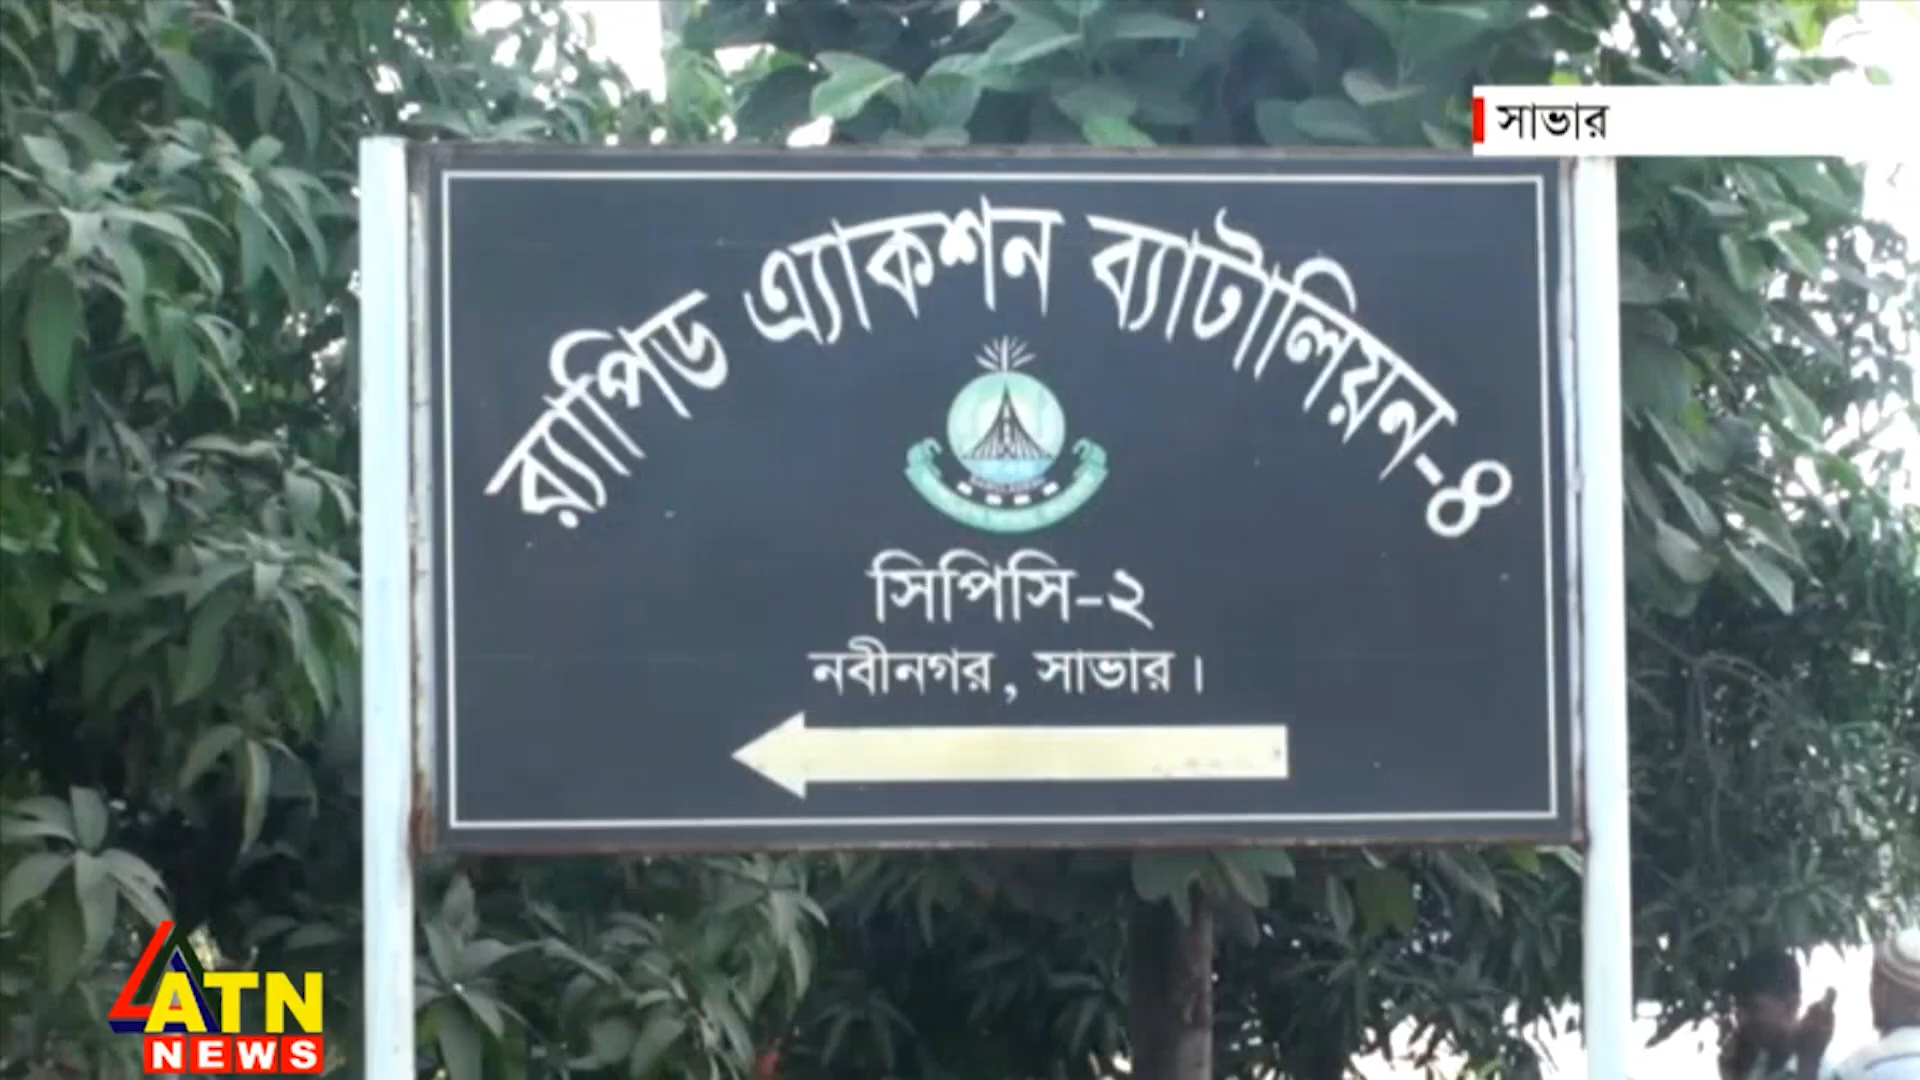 সাভার
র‍্যাপিড এ্যাকশন ব্যাটালিয়ন-৪
সিপিসি-২
নবীনগর, সাভার।
ATN
NEWS